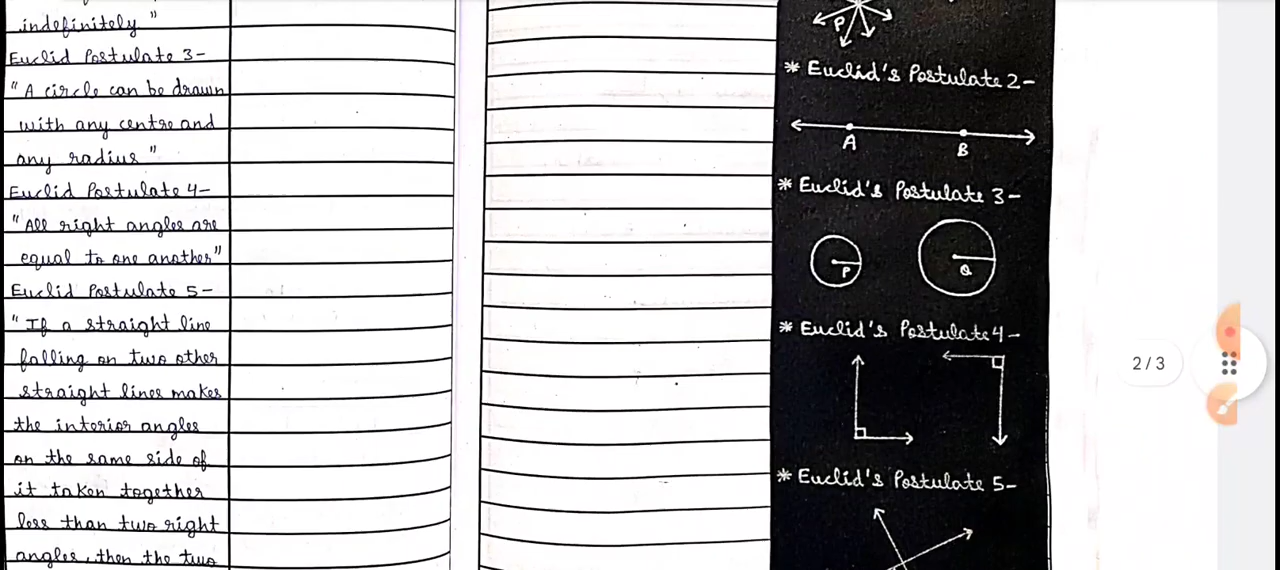 indefinitely"
Euclid Postulate 3-
"A circle can be drawn
with any centre and
any radius"
Euclid Postulate 4-
"All right angles are
equal to one another"
Euclid Postulate 5-
"If a straight line
falling on two other
straight lines makes
the interior angles
on the same side of
it taken together
less than two right
angles, then the two
P
* Euclid's Postulate 2-
A B
* Euclid's Postulate 3-
P Q
* Euclid's Postulate 4-
* Euclid's Postulate 5-
2/3